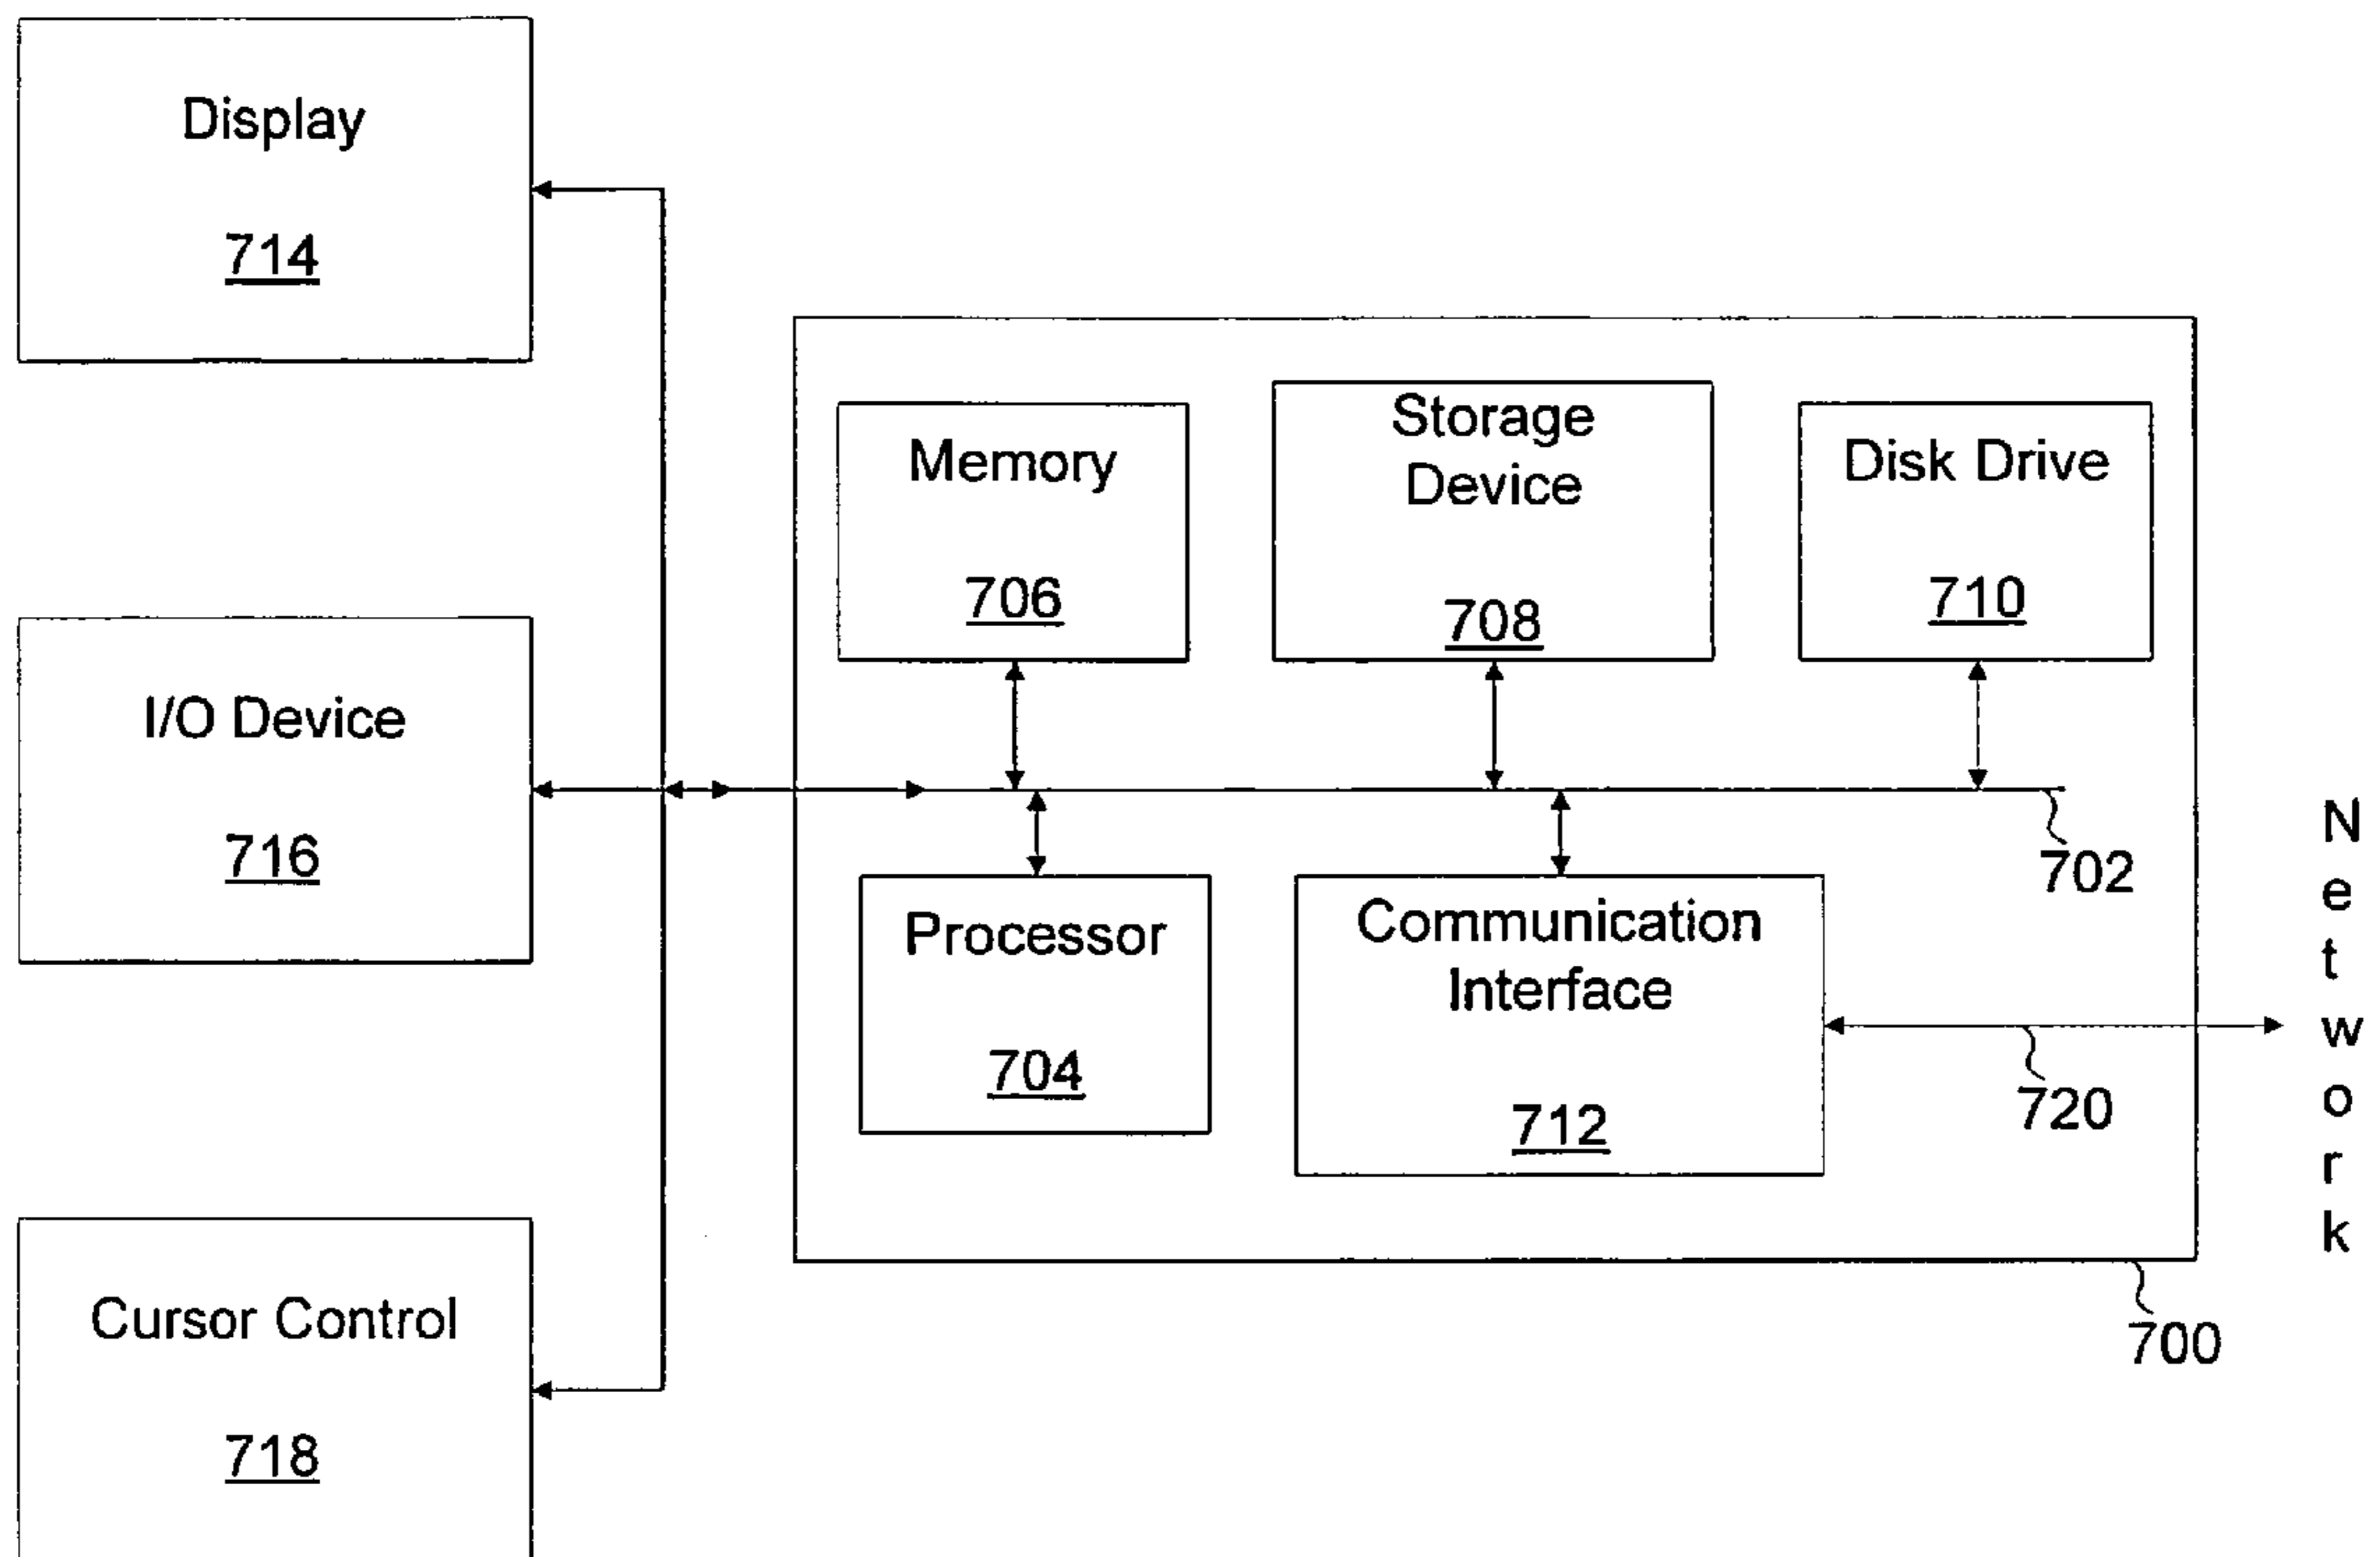 Display
714
I/O Device
716
Cursor Control
718
Memory
706
Storage
Device
708
Disk Drive
710
702
Processor
704
Communication
Interface
712
720
700
Network